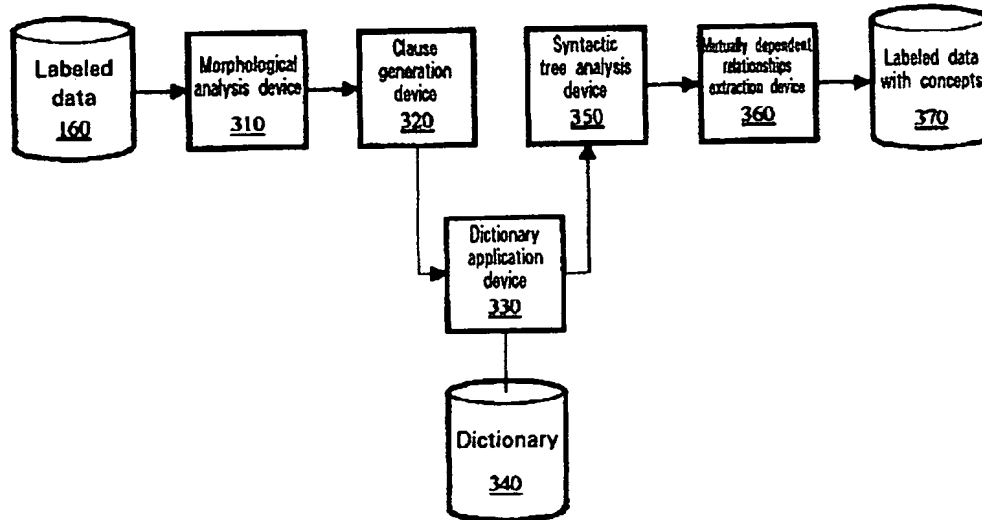 Labeled
data
160
Morphological
analysis device
310
Clause
generation
device
320
Dictionary
application
device
330
Dictionary
340
Syntactic
tree analysis
device
350
Mutually dependent
relationships
extraction device
360
Labeled data
with concepts
370